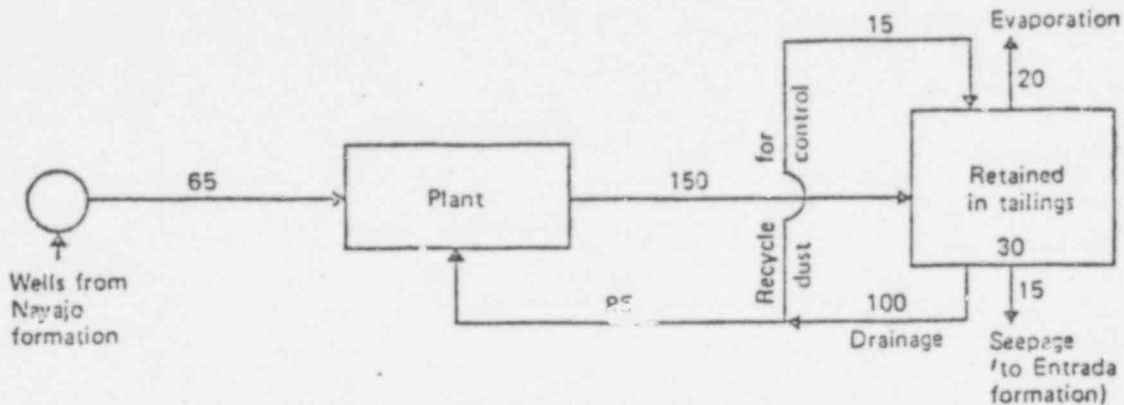 15
Evaporation
20
Recycle for
dust control
65
Plant
150
Retained
in tailings
30
15
100
Drainage
Wells from
Navajo
formation
Seepage
(to Entrada
formation)